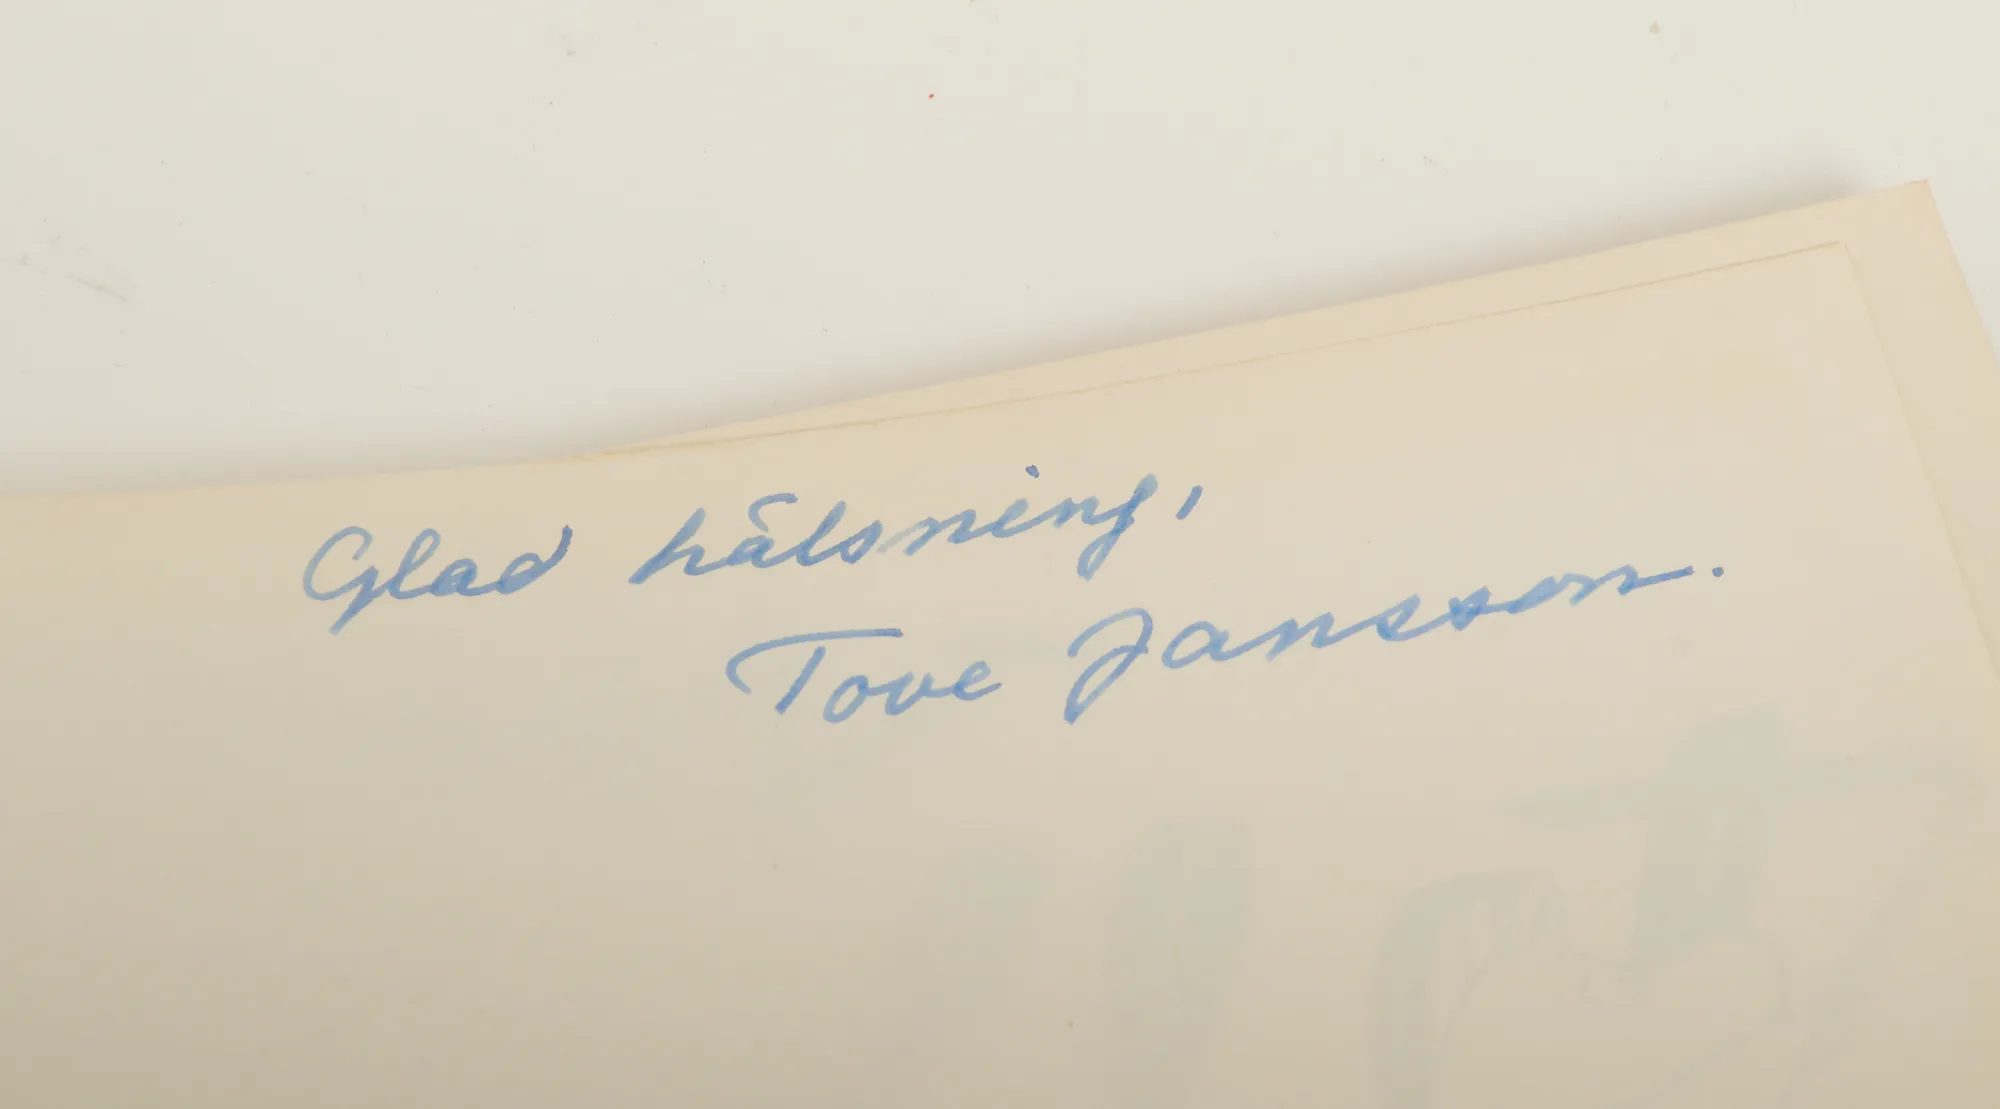 Glad hälsning,
Tove Jansson.